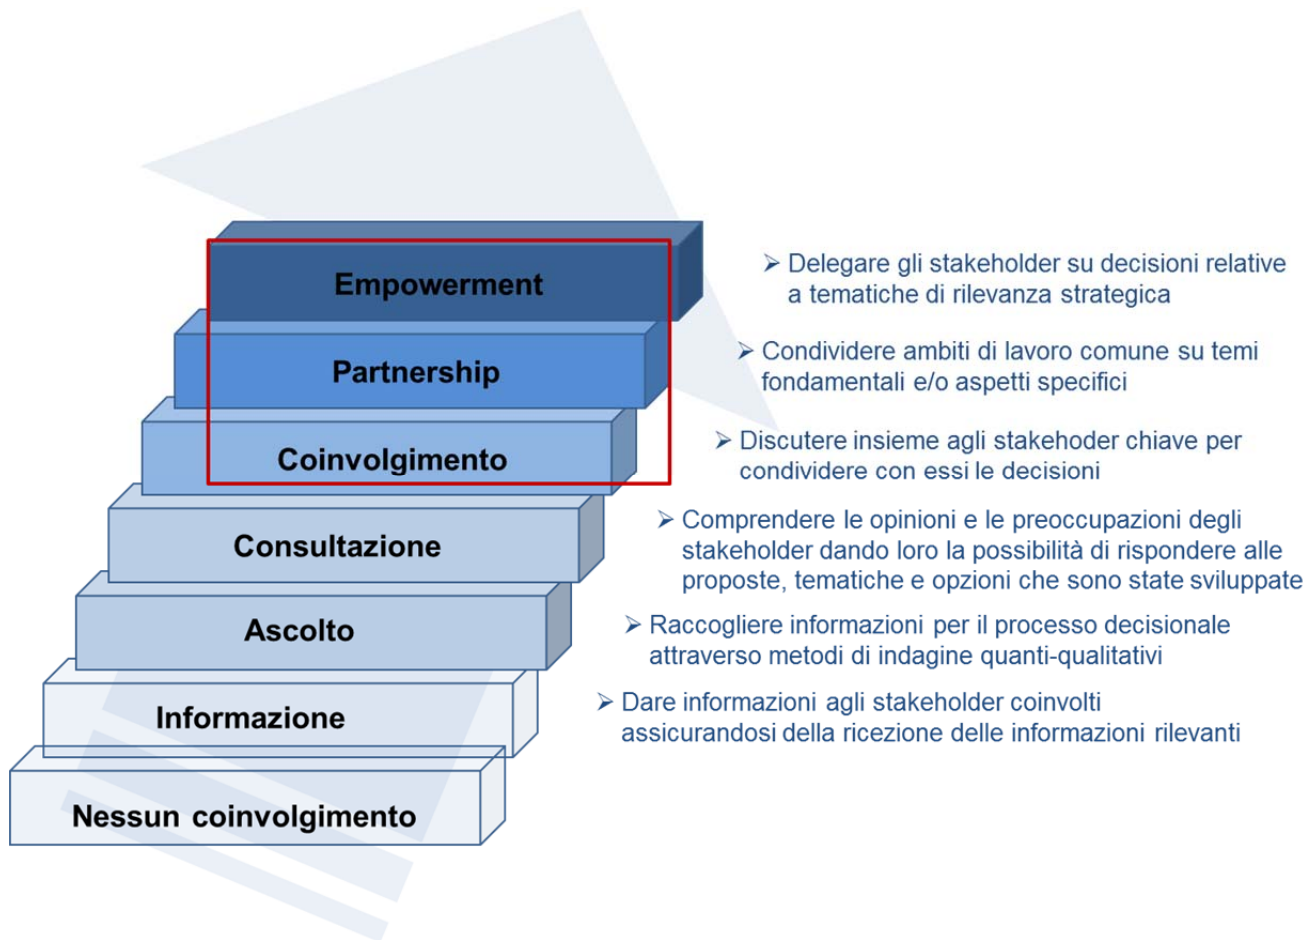 Empowerment
➢ Delegare gli stakeholder su decisioni relative
a tematiche di rilevanza strategica
Partnership
➢ Condividere ambiti di lavoro comune su temi
fondamentali e/o aspetti specifici
Coinvolgimento
➢ Discutere insieme agli stakehoder chiave per
condividere con essi le decisioni
Consultazione
➢ Comprendere le opinioni e le preoccupazioni degli
stakeholder dando loro la possibilità di rispondere alle
proposte, tematiche e opzioni che sono state sviluppate
Ascolto
➢ Raccogliere informazioni per il processo decisionale
attraverso metodi di indagine quanti-qualitativi
Informazione
➢ Dare informazioni agli stakeholder coinvolti
assicurandosi della ricezione delle informazioni rilevanti
Nessun coinvolgimento